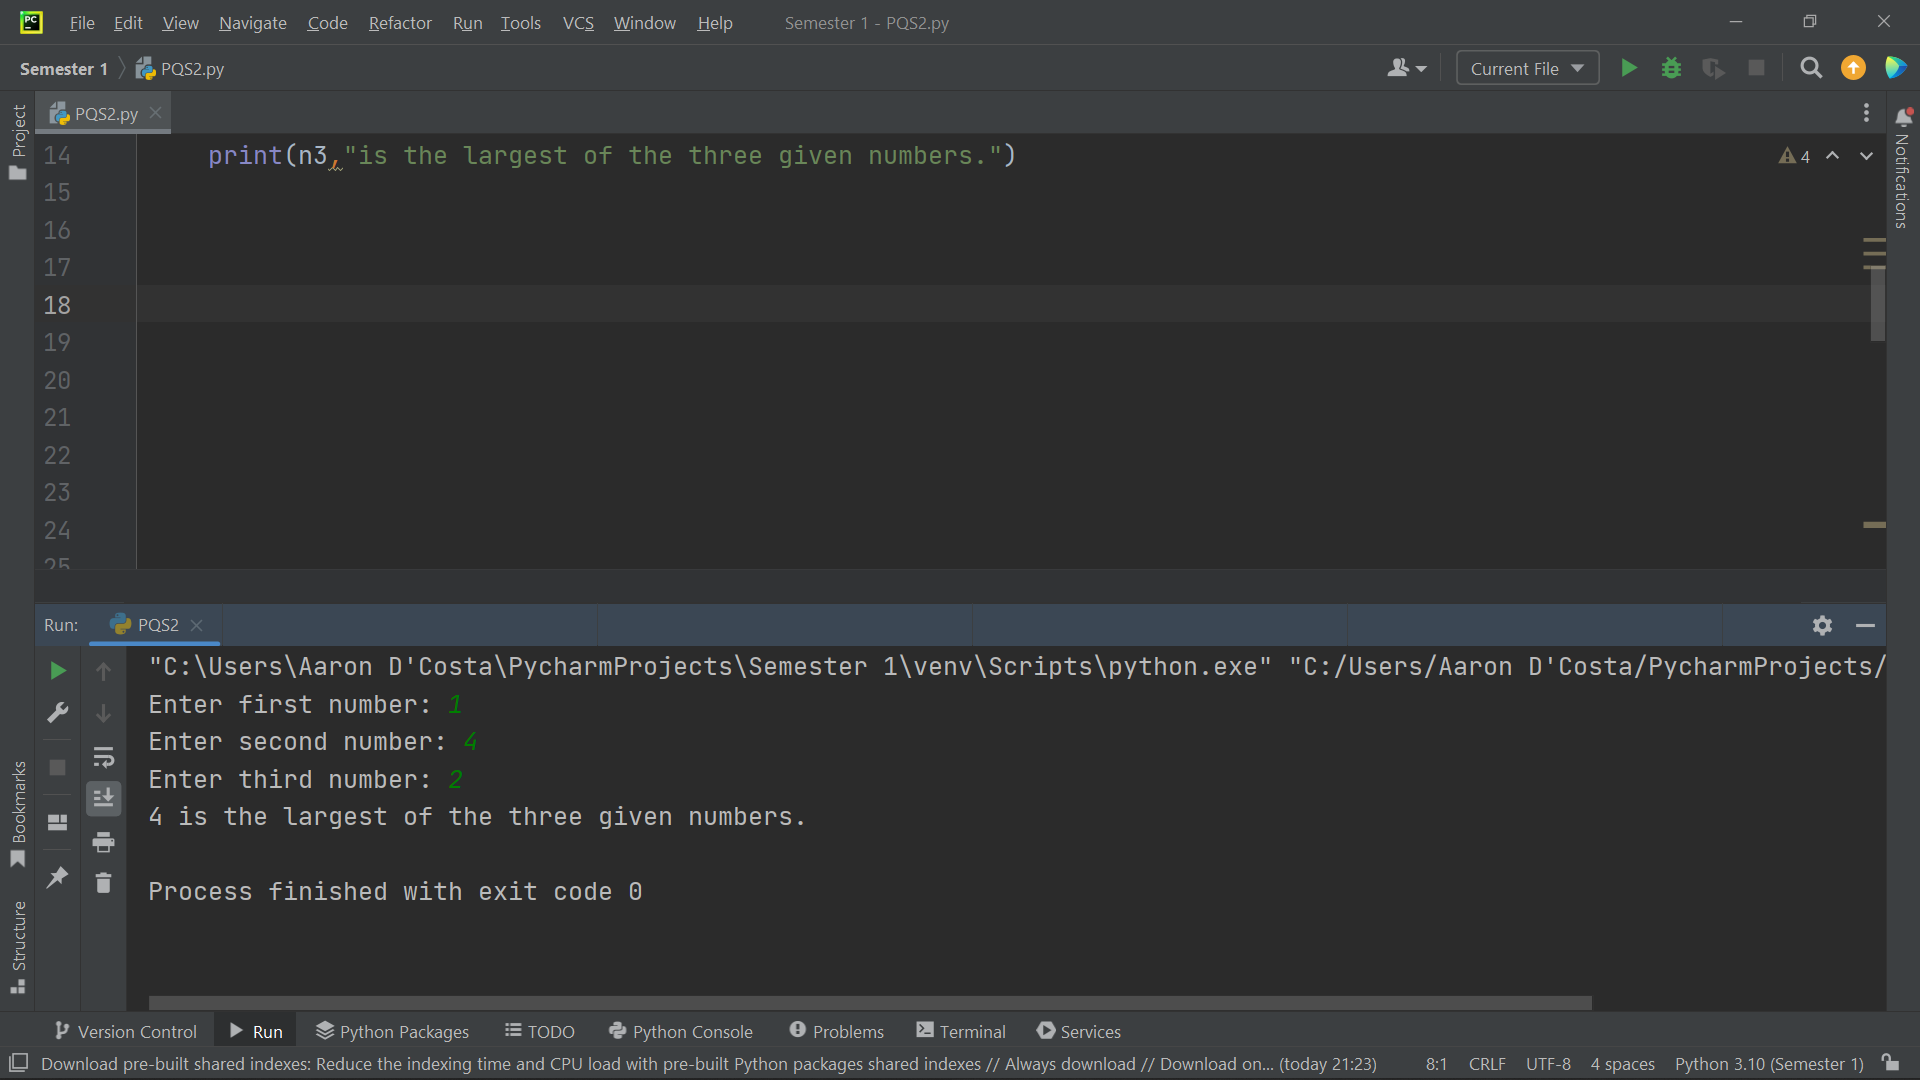 PC File Edit View Navigate Code Refactor Run Tools VCS Window Help Semester 1 - PQS2.py
Semester 1 PQS2.py Current File
PQS2.py
Project
Notifications
14 print(n3,"is the largest of the three given numbers.") 4
15
16
17
18
19
20
21
22
23
24
25
Run: PQS2
"C:\Users\Aaron D'Costa\PycharmProjects\Semester 1\venv\Scripts\python.exe" "C:/Users/Aaron D'Costa/PycharmProjects/
Enter first number: 1
Enter second number: 4
Enter third number: 2
4 is the largest of the three given numbers.
Process finished with exit code 0
Bookmarks
Structure
Version Control Run Python Packages TODO Python Console Problems Terminal Services
Download pre-built shared indexes: Reduce the indexing time and CPU load with pre-built Python packages shared indexes // Always download // Download on... (today 21:23) 8:1 CRLF UTF-8 4 spaces Python 3.10 (Semester 1)